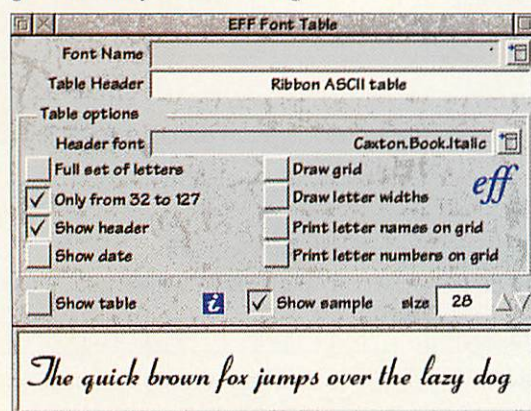 EFF Font Table
Font Name
Table Header Ribbon ASCII table
Table options
Header font Caxton.Book.Italic
Full set of letters Draw grid
Only from 32 to 127 Draw letter widths eff
Show header Print letter names on grid
Show date Print letter numbers on grid
Show table i Show sample size 28
The quick brown fox jumps over the lazy dog